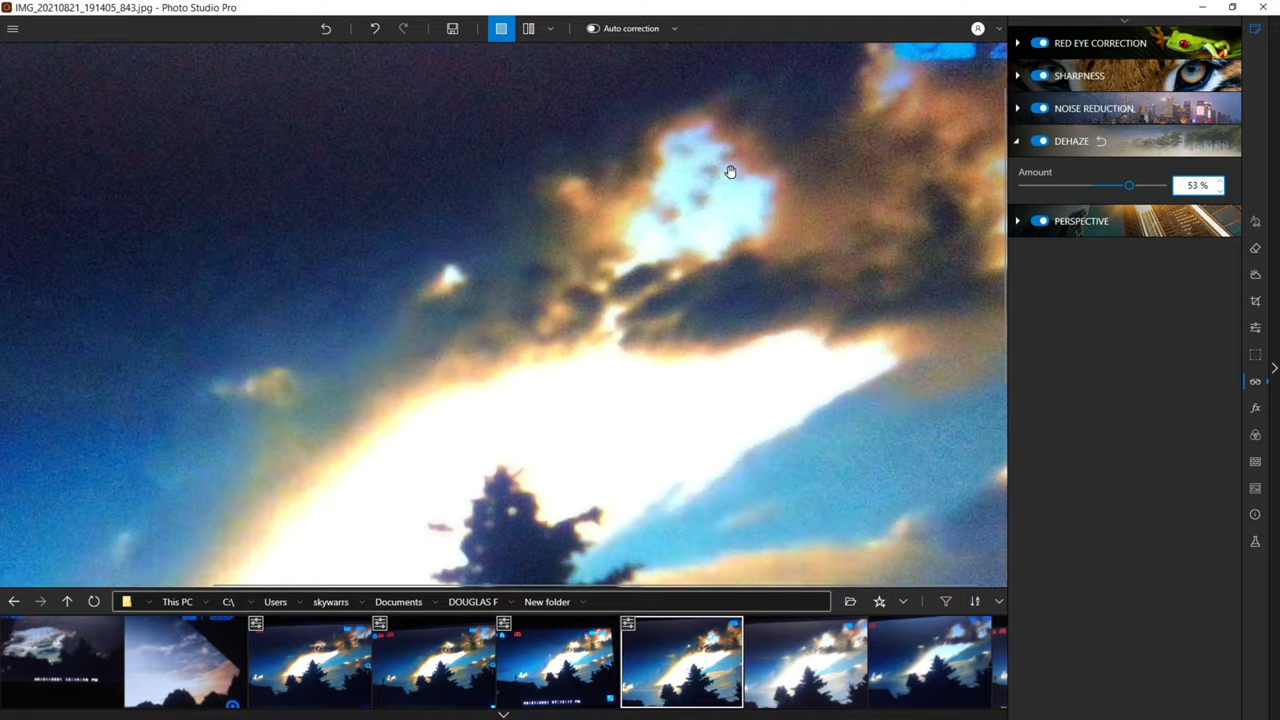 IMG_20210821_191405_843.jpg - Photo Studio Pro
Auto correction
RED EYE CORRECTION
SHARPNESS
NOISE REDUCTION
DEHAZE
Amount
53 %
PERSPECTIVE
This PC
C:\
Users
skywarrs
Documents
DOUGLAS F
New folder
fx